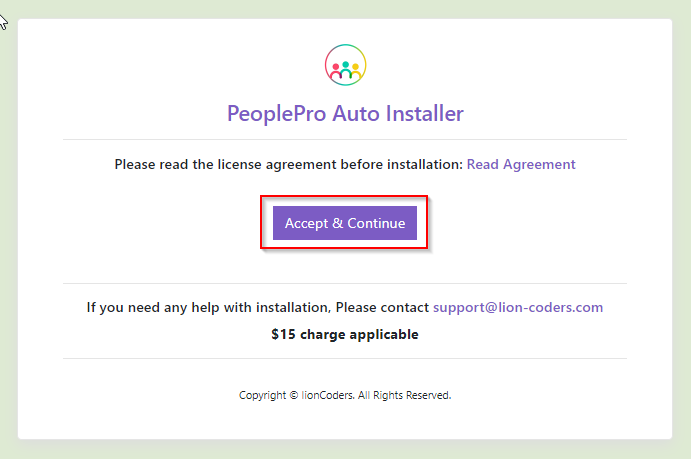 PeoplePro Auto Installer
Please read the license agreement before installation: Read Agreement
Accept & Continue
If you need any help with installation, Please contact support@lion-coders.com
$15 charge applicable
Copyright © lionCoders. All Rights Reserved.